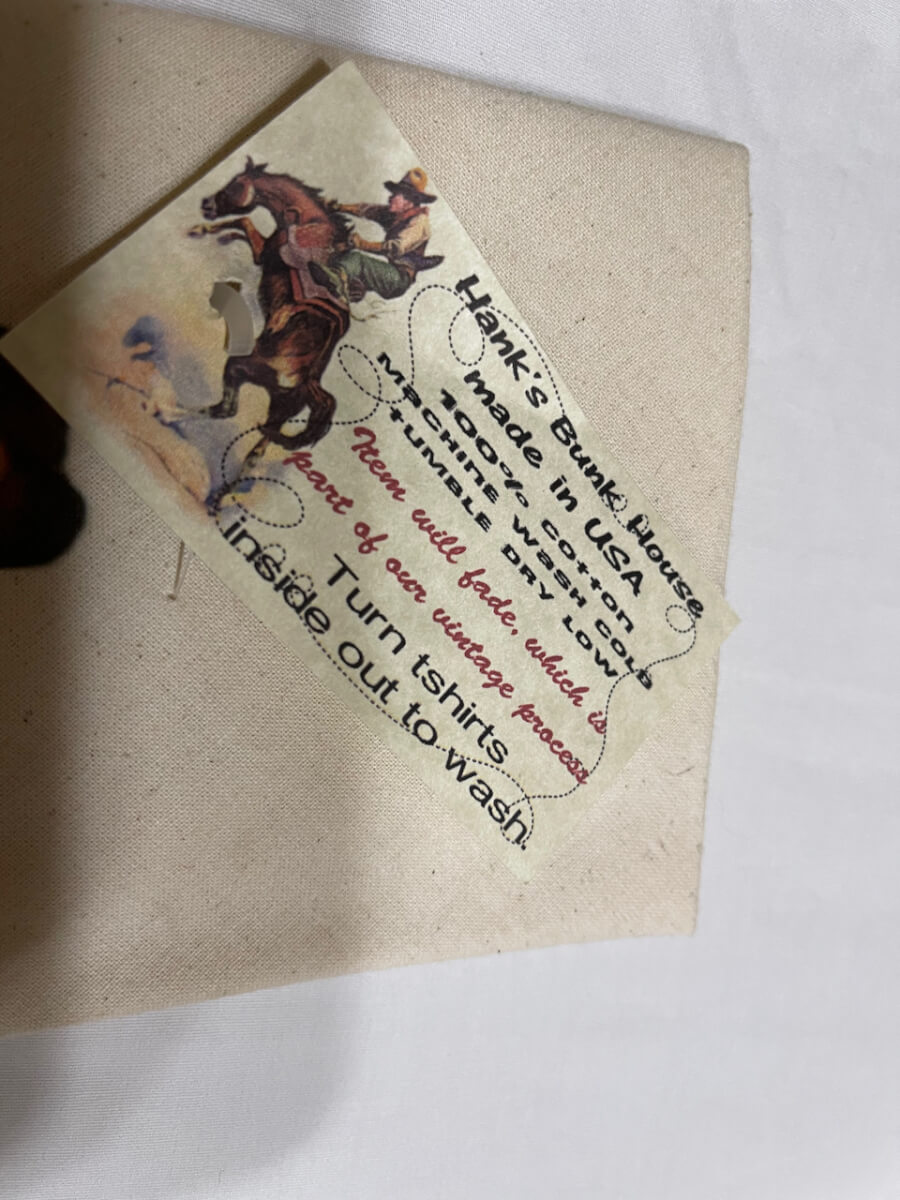 Hank's Bunk House
made in USA
100% COTTON
MACHINE WASH COLD
TUMBLE DRY LOW
Item will fade, which is
part of our vintage process
Turn tshirts
inside out to wash.